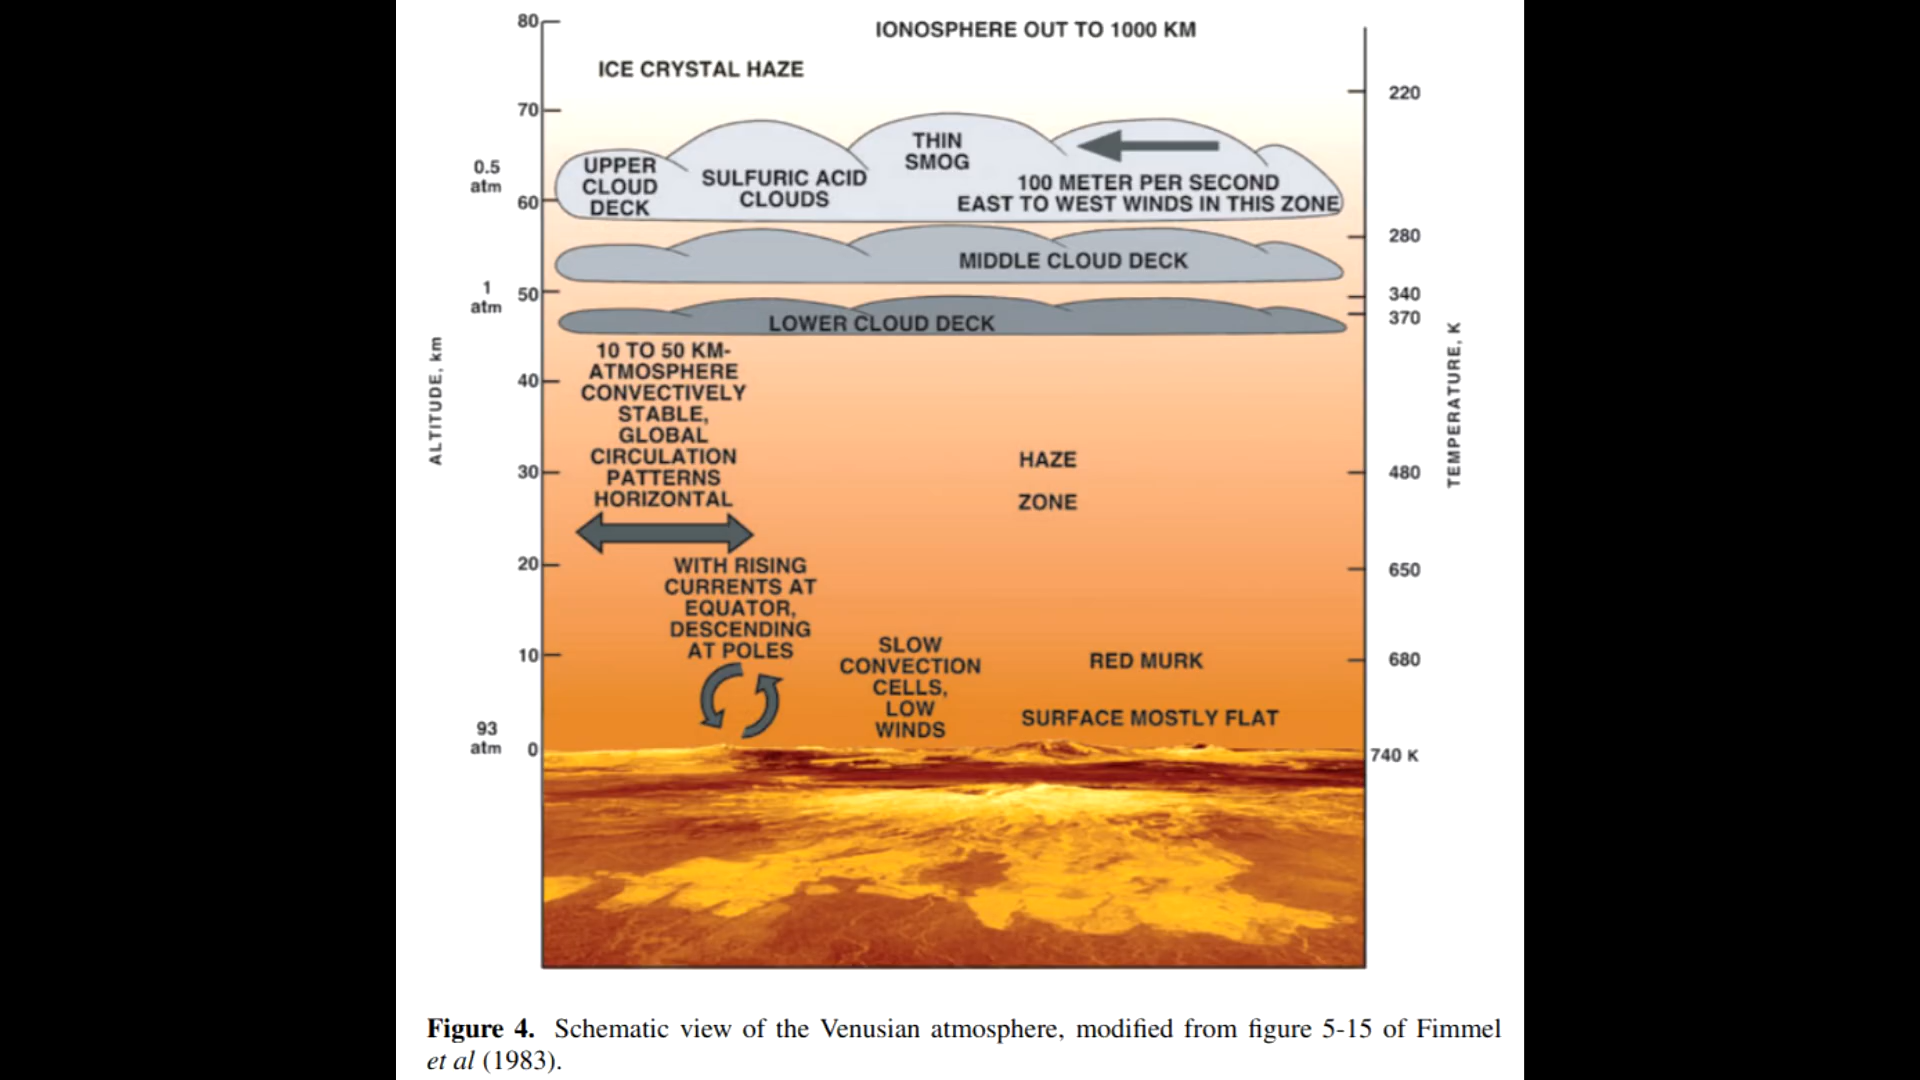 80
IONOSPHERE OUT TO 1000 KM
ICE CRYSTAL HAZE
220
70
THIN
SMOG
0.5
atm
UPPER
CLOUD
DECK
SULFURIC ACID
CLOUDS
100 METER PER SECOND
EAST TO WEST WINDS IN THIS ZONE
60
280
MIDDLE CLOUD DECK
1
atm
50
340
370
LOWER CLOUD DECK
ALTITUDE, km
TEMPERATURE, K
10 TO 50 KM-
ATMOSPHERE
CONVECTIVELY
STABLE,
GLOBAL
CIRCULATION
PATTERNS
HORIZONTAL
40
HAZE
ZONE
30
480
20
650
WITH RISING
CURRENTS AT
EQUATOR,
DESCENDING
AT POLES
10
SLOW
CONVECTION
CELLS,
LOW
WINDS
RED MURK
680
SURFACE MOSTLY FLAT
93
atm
0
740 K
Figure 4. Schematic view of the Venusian atmosphere, modified from figure 5-15 of Fimmel
et al (1983).